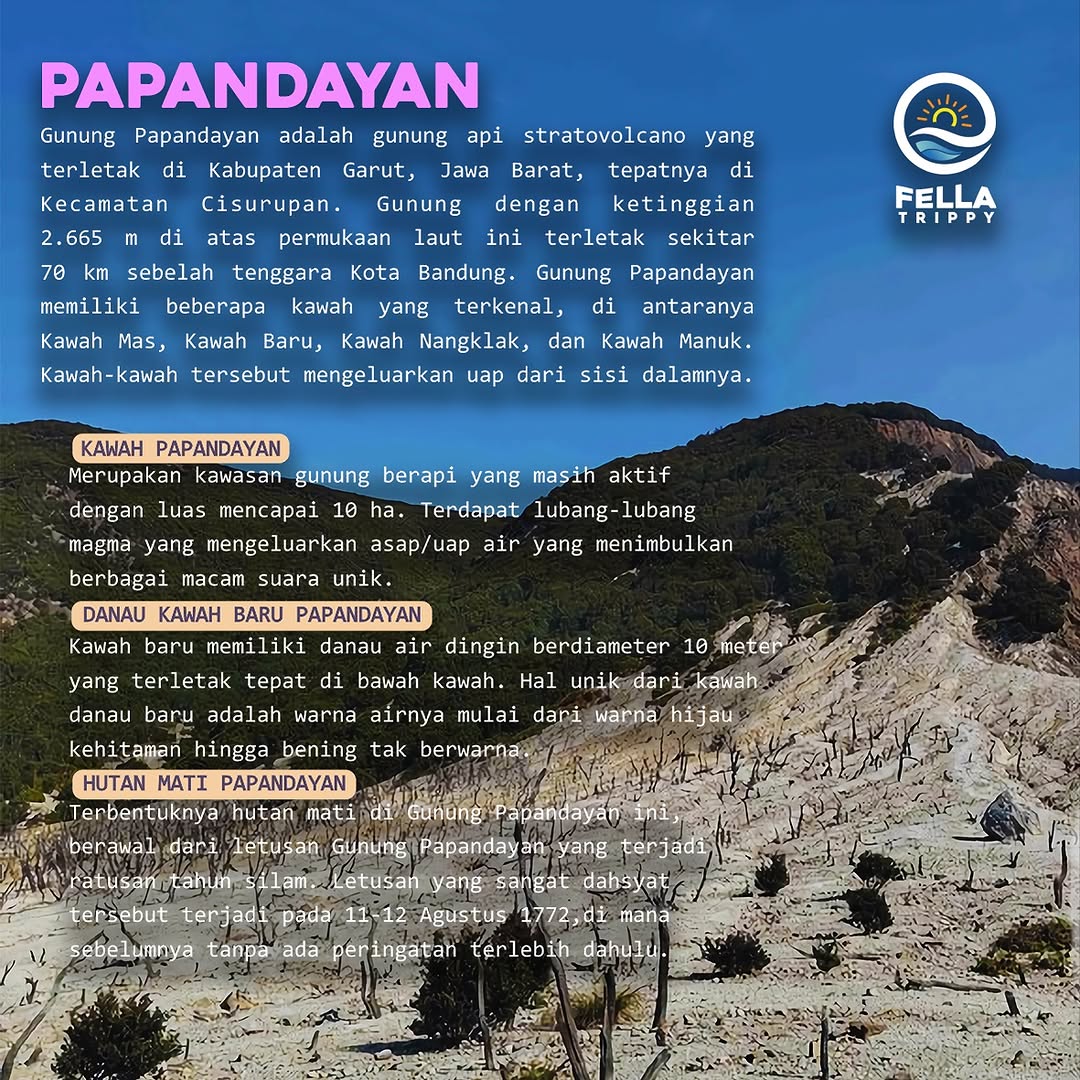 PAPANDAYAN
Gunung Papandayan adalah gunung api stratovolcano yang
terletak di Kabupaten Garut, Jawa Barat, tepatnya di
Kecamatan Cisurupan. Gunung dengan ketinggian
2.665 m di atas permukaan laut ini terletak sekitar
70 km sebelah tenggara Kota Bandung. Gunung Papandayan
memiliki beberapa kawah yang terkenal, di antaranya
Kawah Mas, Kawah Baru, Kawah Nangklak, dan Kawah Manuk.
Kawah-kawah tersebut mengeluarkan uap dari sisi dalamnya.
FELLA
TRIPPY
KAWAH PAPANDAYAN
Merupakan kawasan gunung berapi yang masih aktif
dengan luas mencapai 10 ha. Terdapat lubang-lubang
magma yang mengeluarkan asap/uap air yang menimbulkan
berbagai macam suara unik.
DANAU KAWAH BARU PAPANDAYAN
Kawah baru memiliki danau air dingin berdiameter 10 meter
yang terletak tepat di bawah kawah. Hal unik dari kawah
danau baru adalah warna airnya mulai dari warna hijau
kehitaman hingga bening tak berwarna.
HUTAN MATI PAPANDAYAN
Terbentuknya hutan mati di Gunung Papandayan ini,
berawal dari letusan Gunung Papandayan yang terjadi
ratusan tahun silam. Letusan yang sangat dahsyat
tersebut terjadi pada 11-12 Agustus 1772,di mana
sebelumnya tanpa ada peringatan terlebih dahulu.